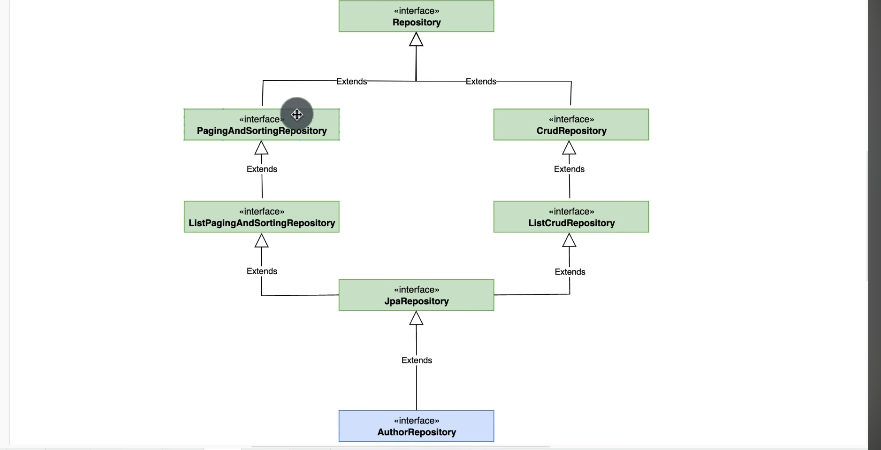 «interface»
Repository
Extends
Extends
«interface»
PagingAndSortingRepository
«interface»
CrudRepository
Extends
Extends
«interface»
ListPagingAndSortingRepository
«interface»
ListCrudRepository
Extends
Extends
«interface»
JpaRepository
Extends
«interface»
AuthorRepository